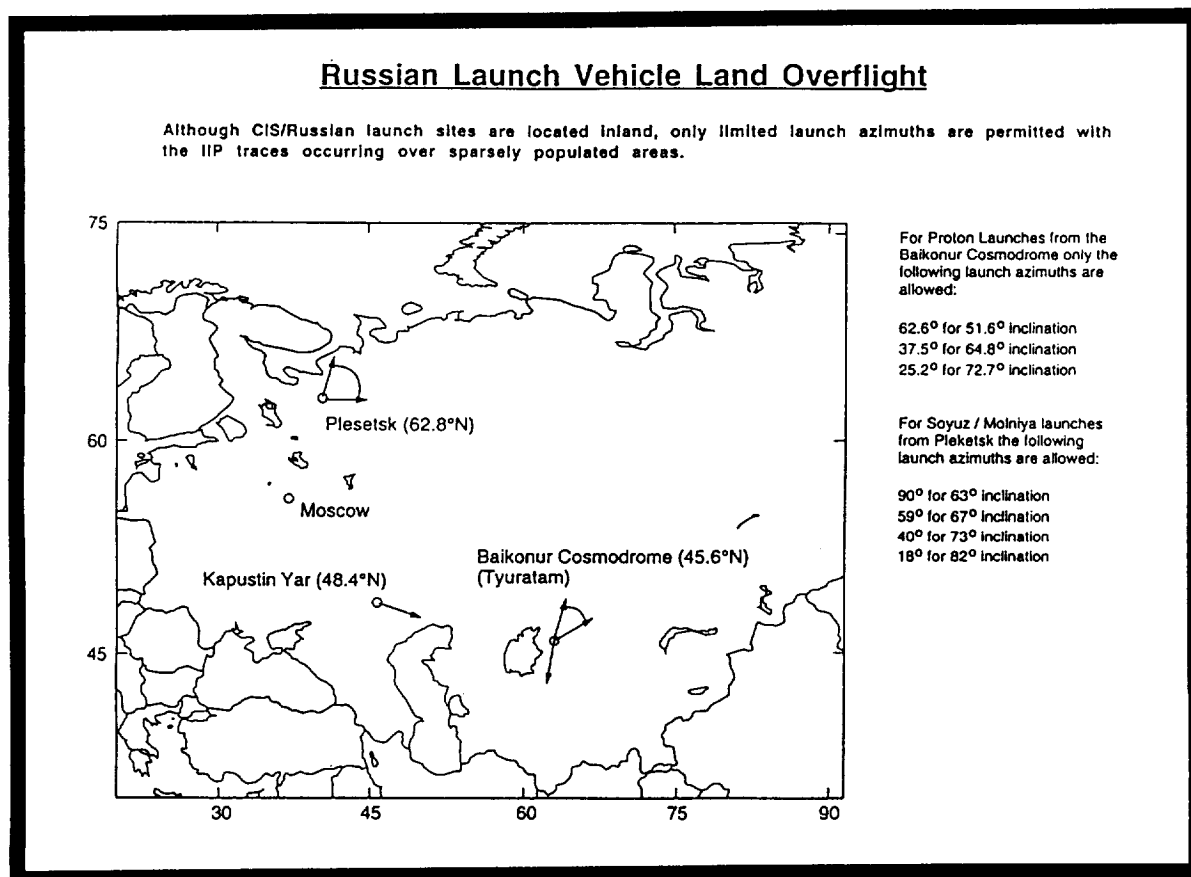 Russian Launch Vehicle Land Overflight
Although CIS/Russian launch sites are located inland, only limited launch azimuths are permitted with
the IIP traces occurring over sparsely populated areas.
75
60
45
30
45
60
75
90
Plesetsk (62.8°N)
Moscow
Kapustin Yar (48.4°N)
Baikonur Cosmodrome (45.6°N)
(Tyuratam)
For Proton Launches from the
Baikonur Cosmodrome only the
following launch azimuths are
allowed:
62.6° for 51.6° inclination
37.5° for 64.8° inclination
25.2° for 72.7° inclination
For Soyuz / Molniya launches
from Pleketsk the following
launch azimuths are allowed:
90° for 63° inclination
59° for 67° inclination
40° for 73° inclination
18° for 82° inclination